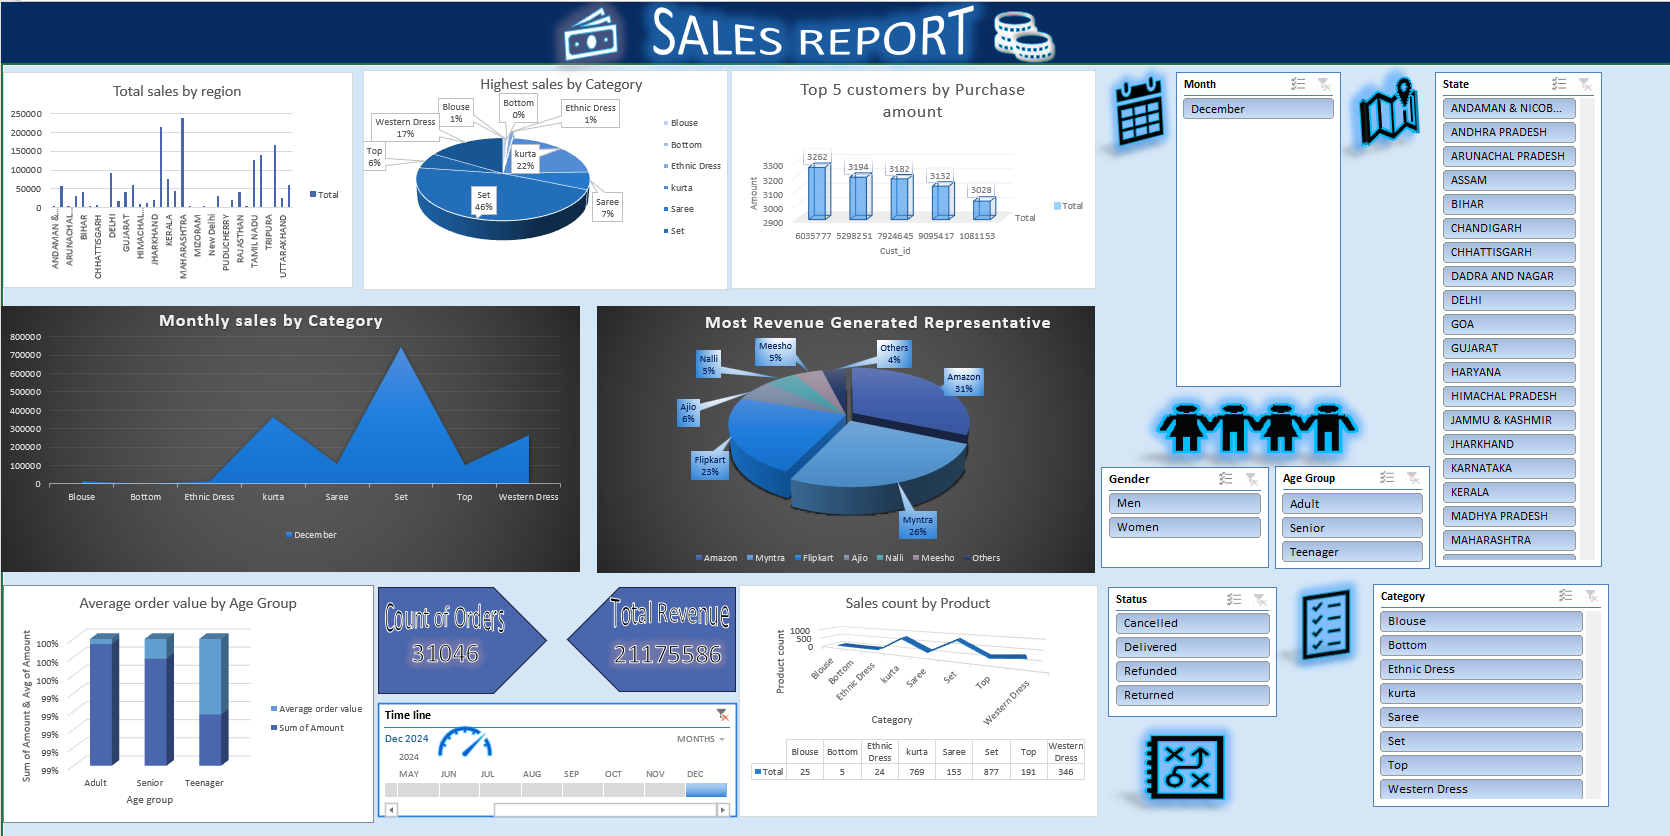 SALES REPORT
Total sales by region
250000
200000
150000
100000
50000
0
ANDAMAN &...
ARUNACHAL...
BIHAR
CHHATTISGARH
DELHI
GUJARAT
HIMACHAL...
JHARKHAND
KERALA
MAHARASHTRA
MIZORAM
New Delhi
PUDUCHERRY
RAJASTHAN
TAMIL NADU
TRIPURA
UTTARAKHAND
Total
Highest sales by Category
Blouse
1%
Bottom
0%
Ethnic Dress
1%
Western Dress
17%
Top
6%
kurta
22%
Set
46%
Saree
7%
Blouse
Bottom
Ethnic Dress
kurta
Saree
Set
Top 5 customers by Purchase
amount
Amount
3300
3200
3100
3000
2900
3262
3194
3182
3132
3028
Total
6035777
5298251
7924645
9095417
1081153
Cust_id
Total
Month
December
State
ANDAMAN & NICOB...
ANDHRA PRADESH
ARUNACHAL PRADESH
ASSAM
BIHAR
CHANDIGARH
CHHATTISGARH
DADRA AND NAGAR
DELHI
GOA
GUJARAT
HARYANA
HIMACHAL PRADESH
JAMMU & KASHMIR
JHARKHAND
KARNATAKA
KERALA
MADHYA PRADESH
MAHARASHTRA
Monthly sales by Category
800000
700000
600000
500000
400000
300000
200000
100000
0
Blouse
Bottom
Ethnic Dress
kurta
Saree
Set
Top
Western Dress
December
Most Revenue Generated Representative
Meesho
5%
Others
4%
Nalli
5%
Amazon
31%
Ajio
6%
Flipkart
23%
Myntra
26%
Amazon
Myntra
Flipkart
Ajio
Nalli
Meesho
Others
Gender
Men
Women
Age Group
Adult
Senior
Teenager
Average order value by Age Group
Sum of Amount & Avg of Amount
100%
100%
100%
99%
99%
99%
99%
99%
Adult
Senior
Teenager
Age group
Average order value
Sum of Amount
Count of Orders
31046
Total Revenue
21175586
Time line
Dec 2024
MONTHS
2024
MAY
JUN
JUL
AUG
SEP
OCT
NOV
DEC
Sales count by Product
Product count
1000
500
0
Blouse
Bottom
Ethnic Dress
kurta
Saree
Set
Top
Western Dress
Category
Blouse Bottom Ethnic Dress kurta Saree Set Top Western Dress
Total 25 5 24 769 153 877 191 346
Status
Cancelled
Delivered
Refunded
Returned
Category
Blouse
Bottom
Ethnic Dress
kurta
Saree
Set
Top
Western Dress